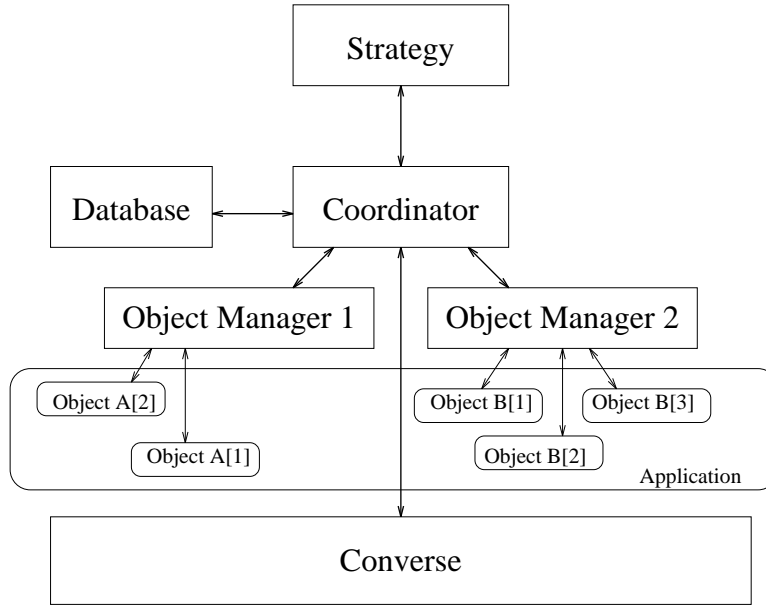 Strategy
Database
Coordinator
Object Manager 1
Object Manager 2
Object A[2]
Object B[1]
Object B[3]
Object A[1]
Object B[2]
Application
Converse